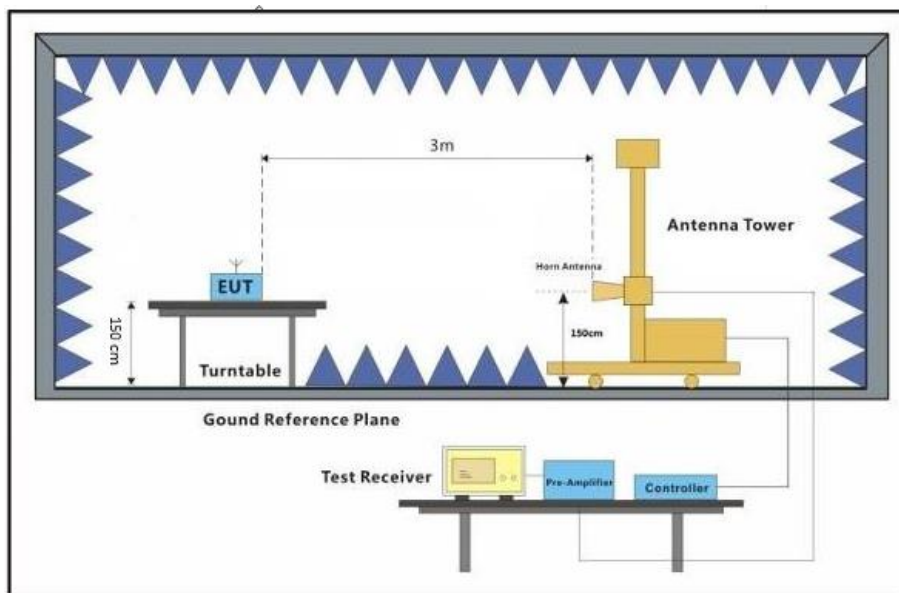 3m
Antenna Tower
Horn Antenna
EUT
150 cm
150cm
Turntable
Gound Reference Plane
Test Receiver
Pre-Amplifier
Controller